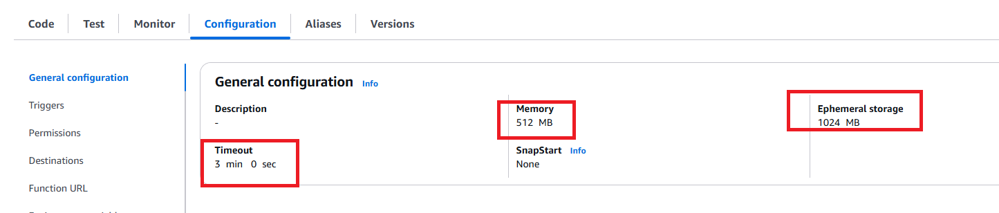 Code Test Monitor Configuration Aliases Versions
General configuration
Triggers
Permissions
Destinations
Function URL
General configuration Info
Description
-
Memory
512 MB
Ephemeral storage
1024 MB
Timeout
3 min 0 sec
SnapStart Info
None